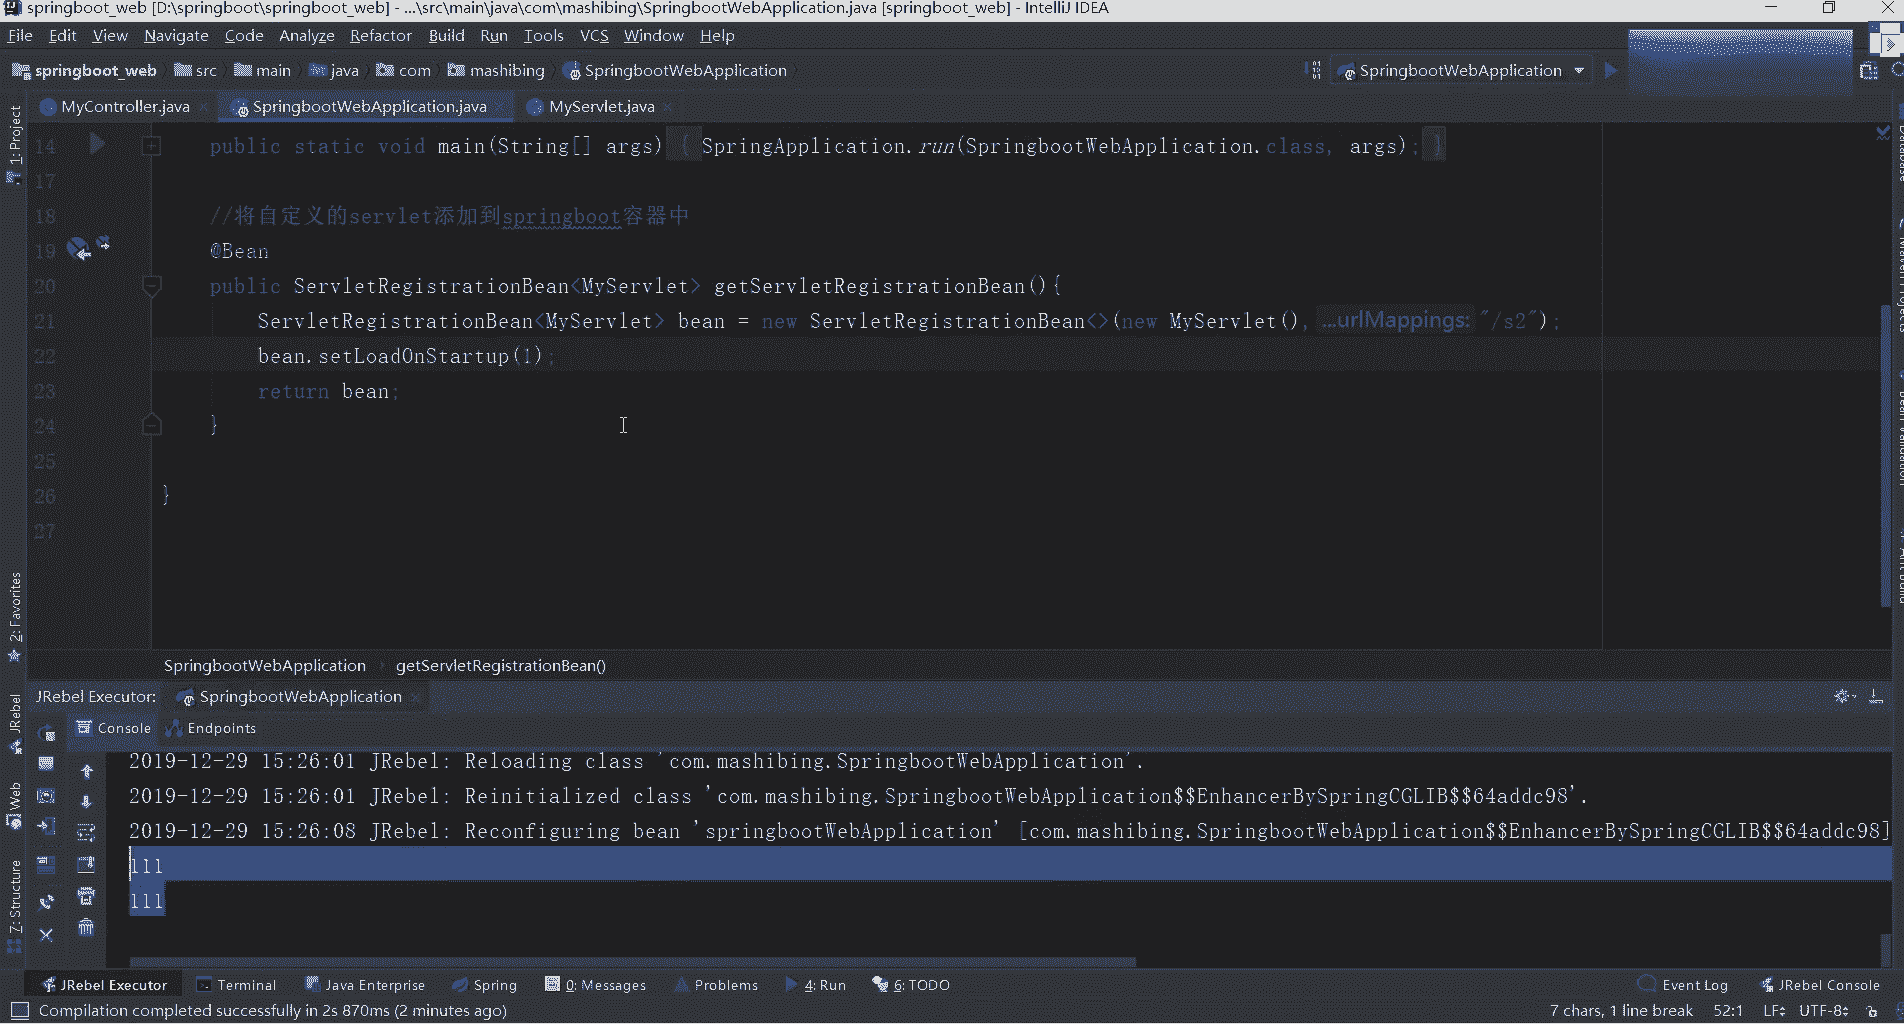 springboot_web [D:\springboot\springboot_web] - ...\src\main\java\com\mashibing\SpringbootWebApplication.java [springboot_web] - IntelliJ IDEA
File Edit View Navigate Code Analyze Refactor Build Run Tools VCS Window Help
springboot_web src main java com mashibing SpringbootWebApplication SpringbootWebApplication
MyController.java SpringbootWebApplication.java MyServlet.java
1: Project
14 public static void main(String[] args) { SpringApplication.run(SpringbootWebApplication.class, args); }
17
18 //将自定义的servlet添加到springboot容器中
19 @Bean
20 public ServletRegistrationBean<MyServlet> getServletRegistrationBean(){
21 ServletRegistrationBean<MyServlet> bean = new ServletRegistrationBean<>(new MyServlet(), ...urlMappings: "/s2");
22 bean.setLoadOnStartup(1);
23 return bean;
24 }
25
26 }
27
2: Favorites
SpringbootWebApplication getServletRegistrationBean()
JRebel Executor: SpringbootWebApplication
JRebel
Console Endpoints
2019-12-29 15:26:01 JRebel: Reloading class 'com.mashibing.SpringbootWebApplication'.
2019-12-29 15:26:01 JRebel: Reinitialized class 'com.mashibing.SpringbootWebApplication$$EnhancerBySpringCGLIB$$64addc98'.
2019-12-29 15:26:08 JRebel: Reconfiguring bean 'springbootWebApplication' [com.mashibing.SpringbootWebApplication$$EnhancerBySpringCGLIB$$64addc98]
111
111
Web
Z: Structure
JRebel Executor Terminal Java Enterprise Spring 0: Messages Problems 4: Run 6: TODO Event Log JRebel Console
Compilation completed successfully in 2s 870ms (2 minutes ago) 7 chars, 1 line break 52:1 LF UTF-8